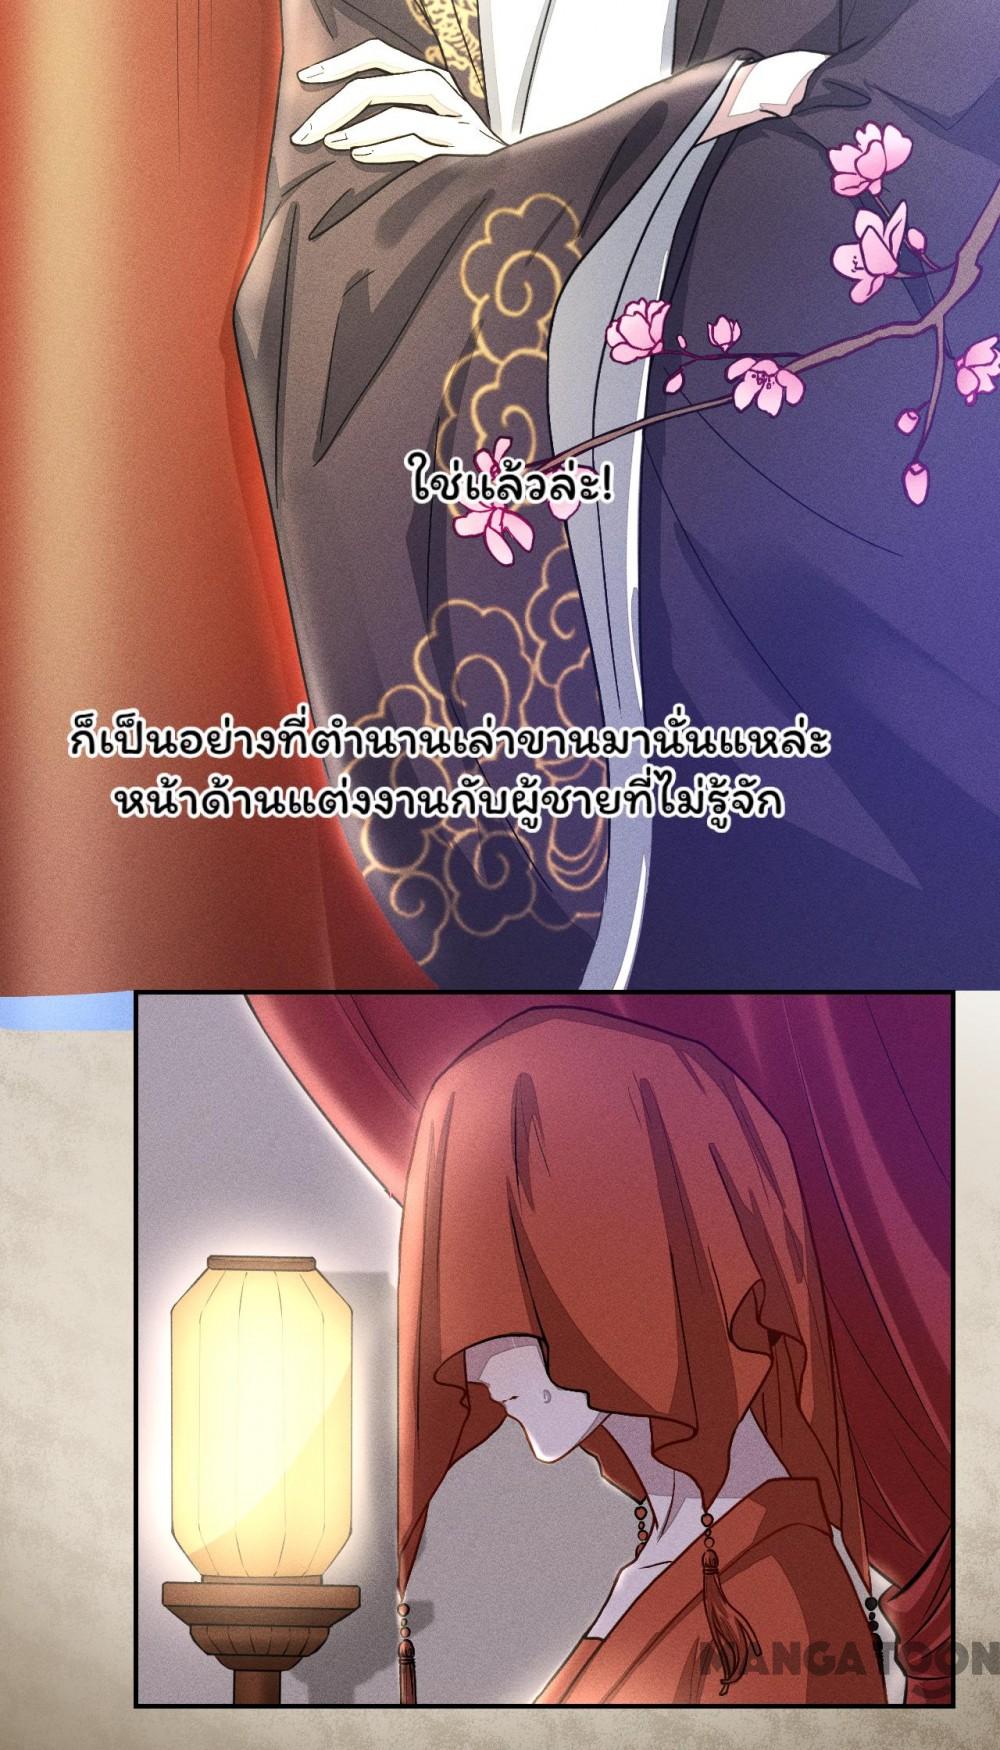 ใช่แล้วล่ะ!
ก็เป็นอย่างที่ตำนานเล่าขานมานั่นแหล่ะ
หน้าด้านแต่งงานกับผู้ชายที่ไม่รู้จัก
MANGATOON